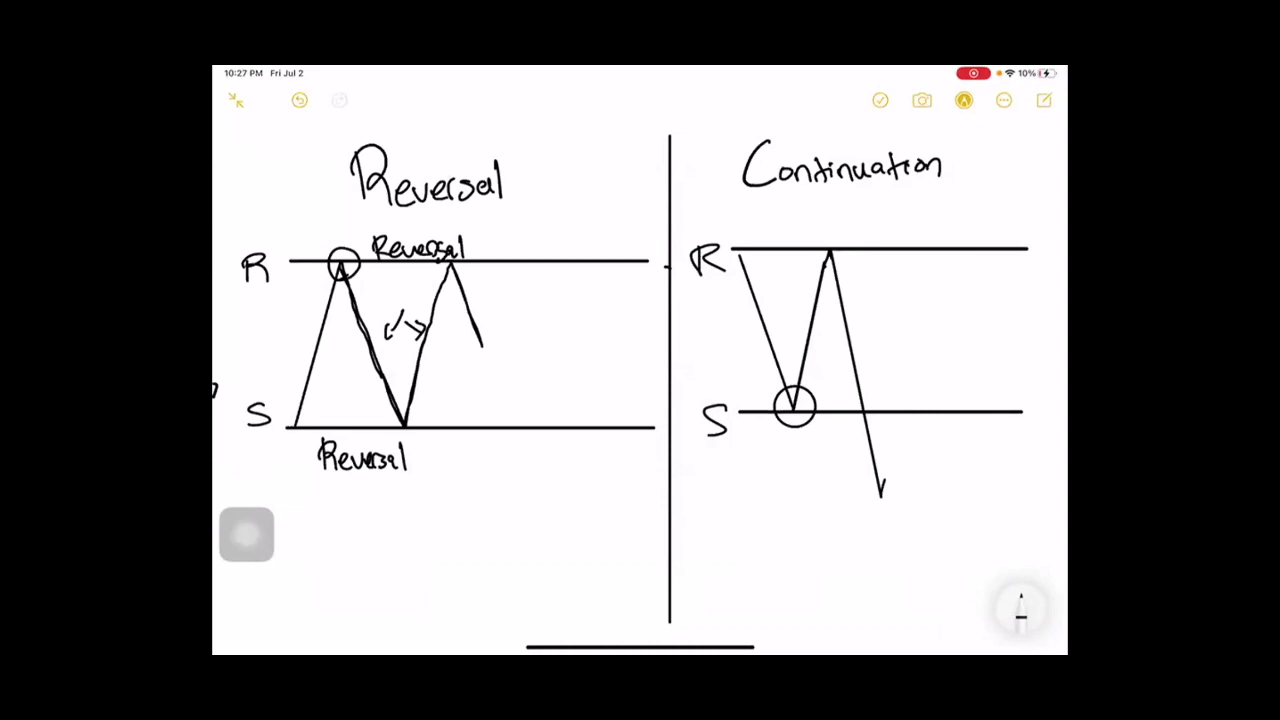 10:27 PM Fri Jul 2
10%
Reversal
Continuation
R
Reversal
R
S
S
Reversal